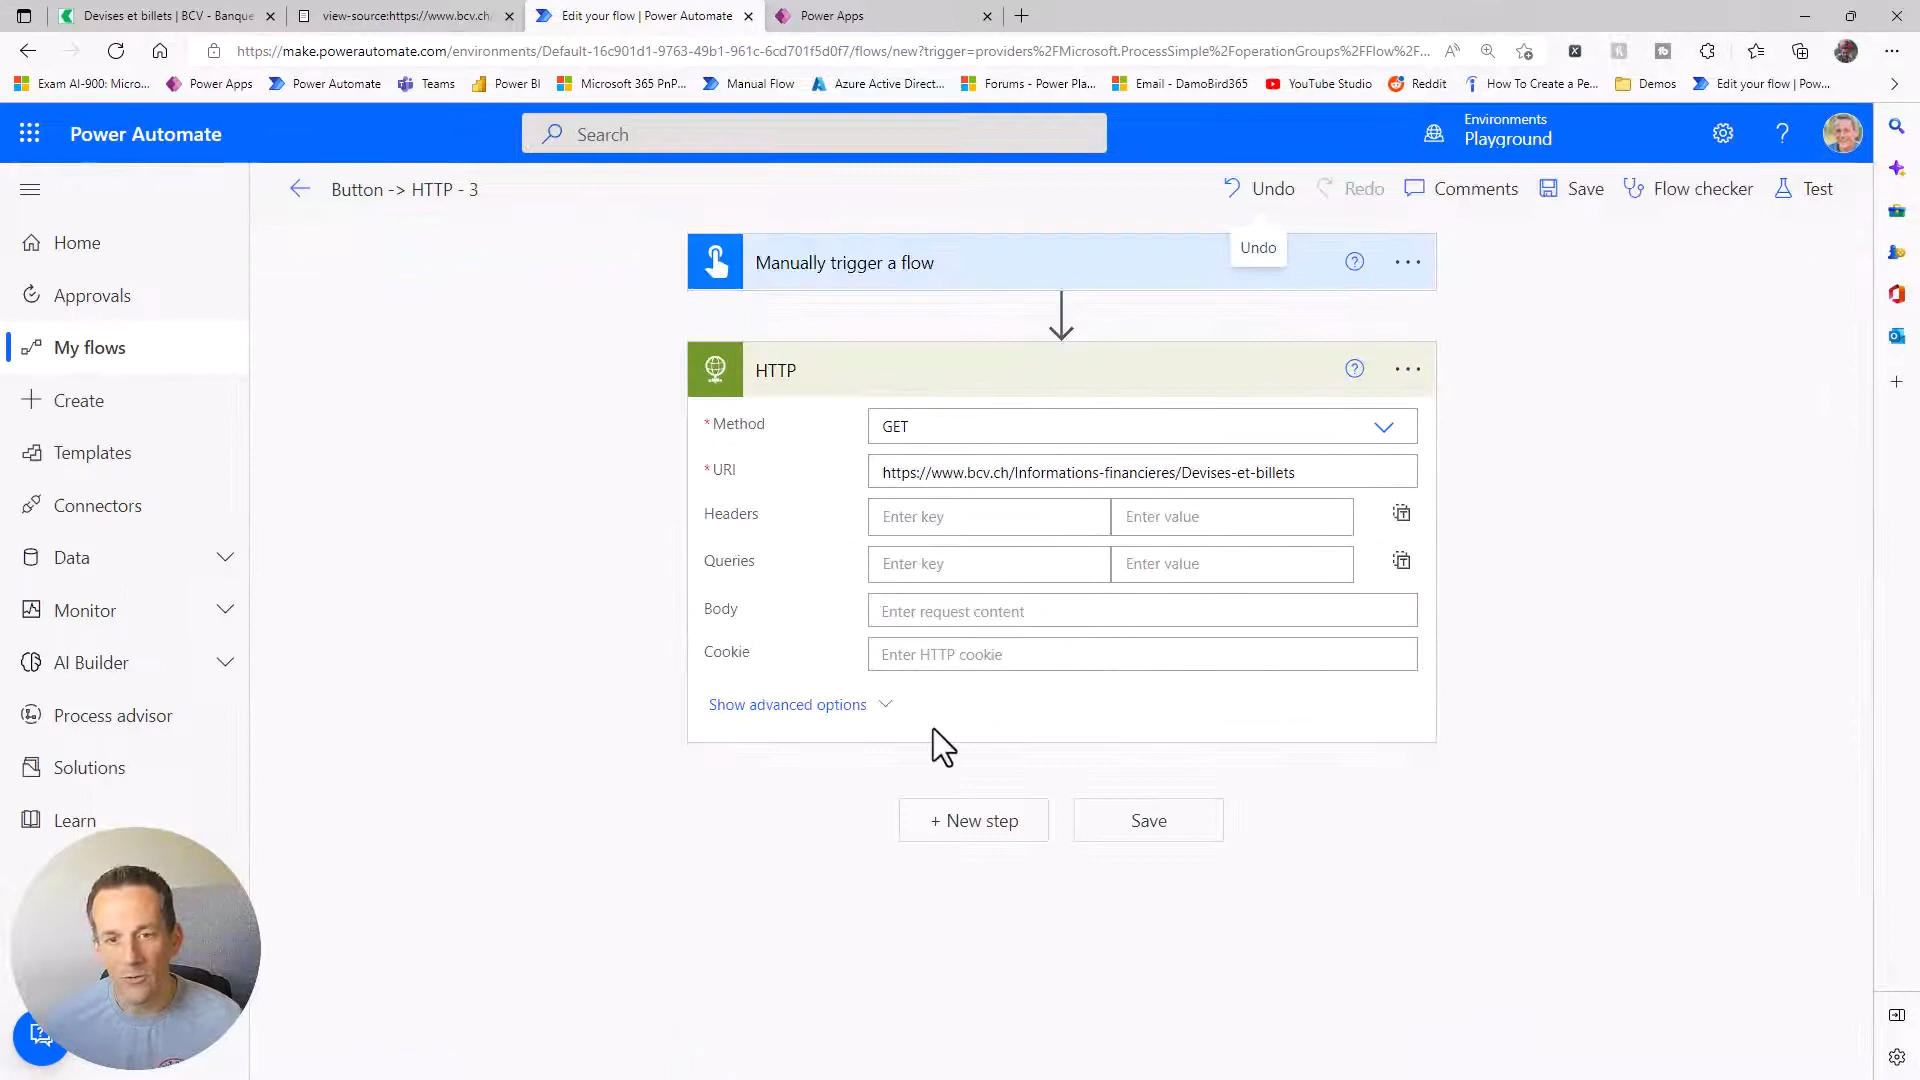 Devises et billets | BCV - Banque
view-source:https://www.bcv.ch/
Edit your flow | Power Automate
Power Apps
https://make.powerautomate.com/environments/Default-16c901d1-9763-49b1-961c-6cd701f5d0f7/flows/new?trigger=providers%2FMicrosoft.ProcessSimple%2FoperationGroups%2FFlow%2F...
Exam AI-900: Micro...
Power Apps
Power Automate
Teams
Power BI
Microsoft 365 PnP...
Manual Flow
Azure Active Direct...
Forums - Power Pla...
Email - DamoBird365
YouTube Studio
Reddit
How To Create a Pe...
Demos
Edit your flow | Pow...
Power Automate
Search
Environments
Playground
Button -> HTTP - 3
Undo
Redo
Comments
Save
Flow checker
Test
Undo
Home
Approvals
My flows
Create
Templates
Connectors
Data
Monitor
AI Builder
Process advisor
Solutions
Learn
Manually trigger a flow
HTTP
* Method
GET
* URI
https://www.bcv.ch/Informations-financieres/Devises-et-billets
Headers
Enter key
Enter value
Queries
Enter key
Enter value
Body
Enter request content
Cookie
Enter HTTP cookie
Show advanced options
+ New step
Save